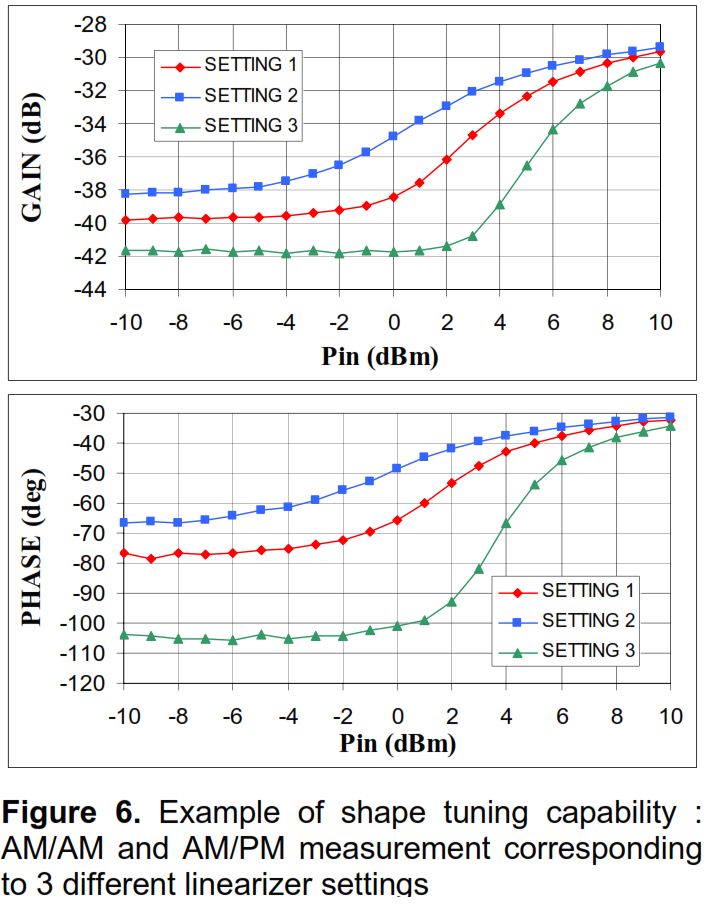 -28
-30
-32
-34
-36
-38
-40
-42
-44
GAIN (dB)
SETTING 1
SETTING 2
SETTING 3
-10 -8 -6 -4 -2 0 2 4 6 8 10
Pin (dBm)
-30
-40
-50
-60
-70
-80
-90
-100
-110
-120
PHASE (deg)
SETTING 1
SETTING 2
SETTING 3
-10 -8 -6 -4 -2 0 2 4 6 8 10
Pin (dBm)
Figure 6. Example of shape tuning capability :
AM/AM and AM/PM measurement corresponding
to 3 different linearizer settings